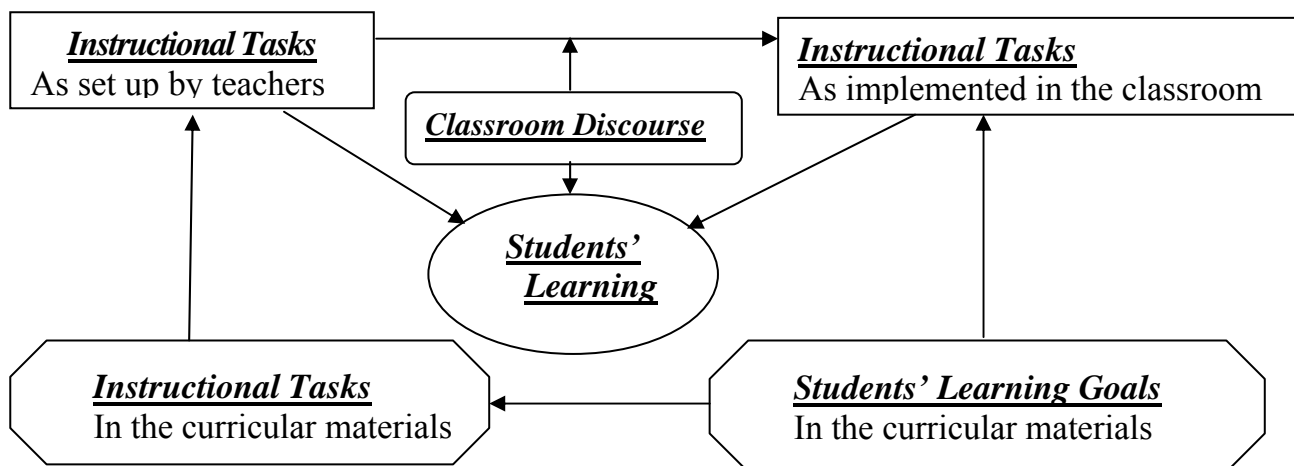 Instructional Tasks
As set up by teachers
Instructional Tasks
As implemented in the classroom
Classroom Discourse
Students’
Learning
Instructional Tasks
In the curricular materials
Students’ Learning Goals
In the curricular materials